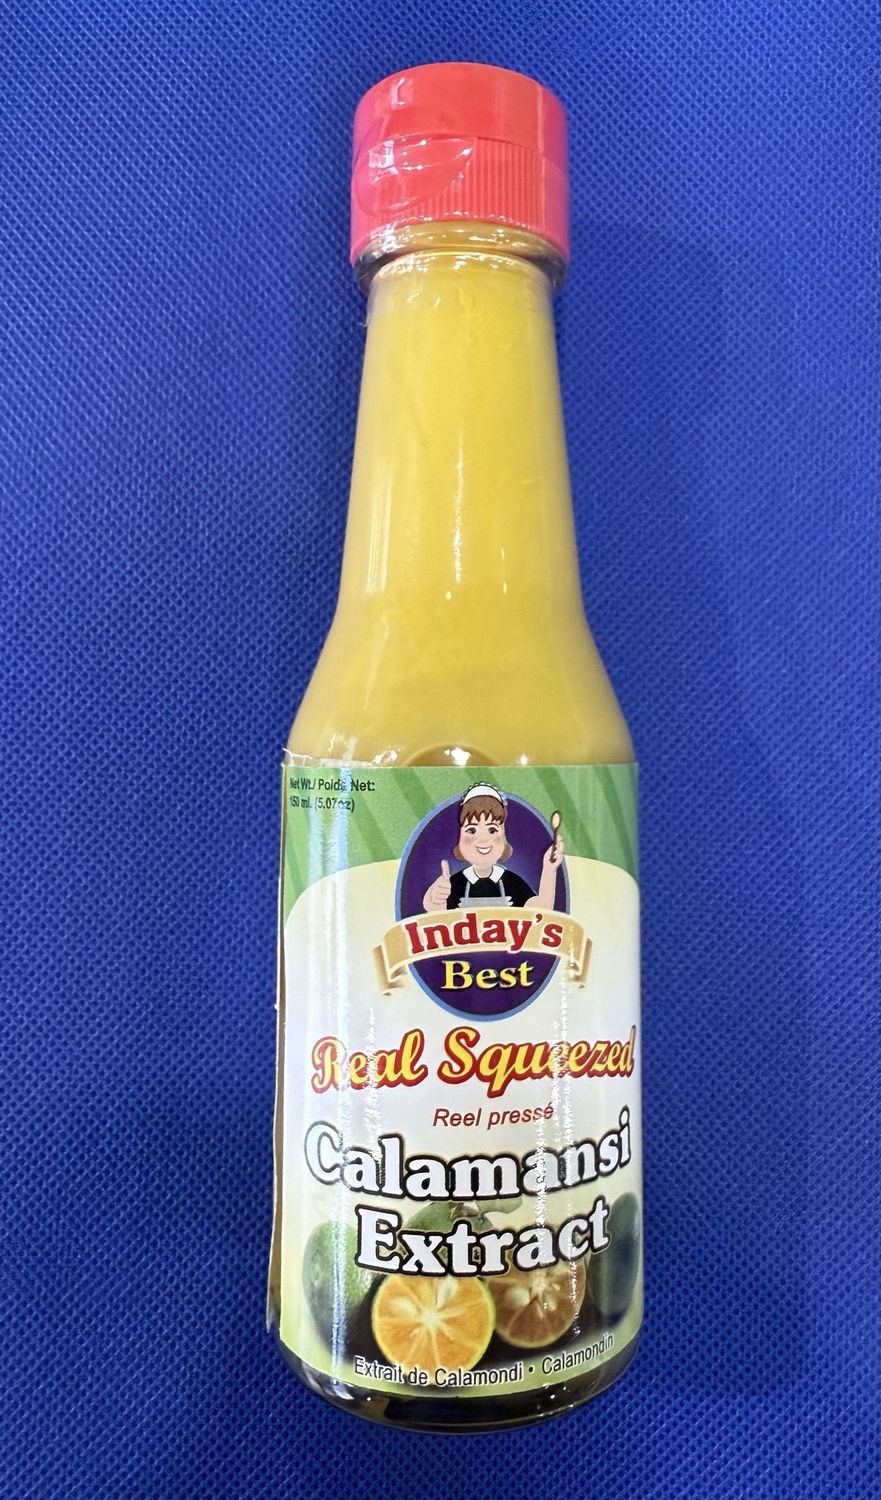 Net Wt./ Poids Net:
150 ml. (5.07oz)
Inday's
Best
Real Squeezed
Reel pressé
Calamansi
Extract
Extrait de Calamondi • Calamondin